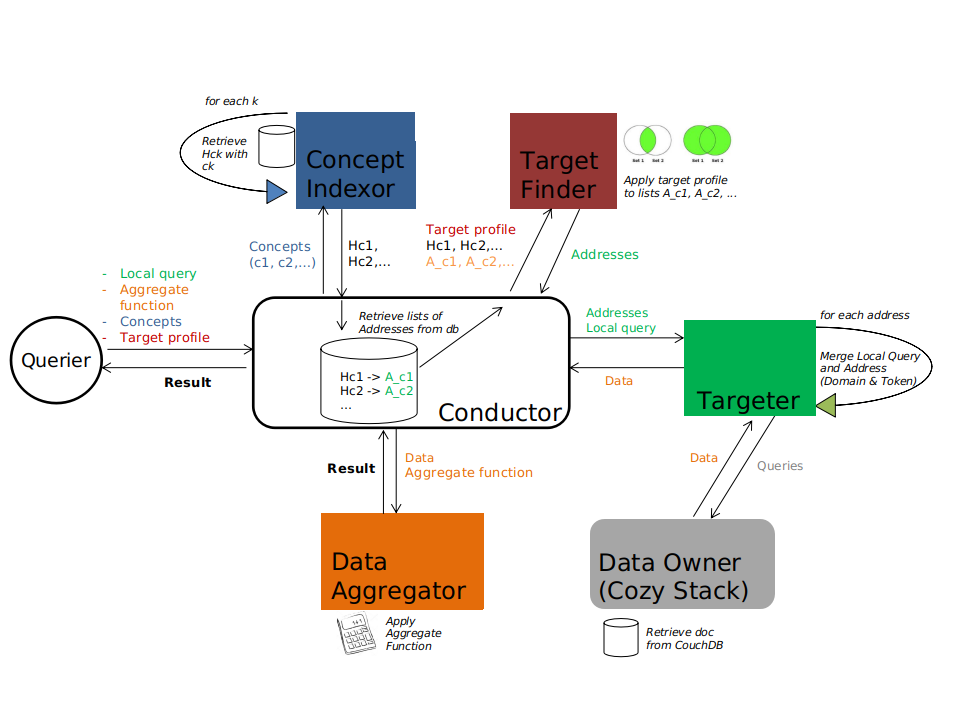 for each k
Retrieve
Hck with
ck
Concept
Indexor
Target
Finder
Set 1 Set 2
Set 1 Set 2
Apply target profile
to lists A_c1, A_c2, ...
Concepts
(c1, c2,...)
Hc1,
Hc2,...
Target profile
Hc1, Hc2,...
A_c1, A_c2,...
Addresses
- Local query
- Aggregate
function
- Concepts
- Target profile
Querier
Result
Retrieve lists of
Addresses from db
Hc1 -> A_c1
Hc2 -> A_c2
...
Conductor
Addresses
Local query
Data
for each address
Merge Local Query
and Address
(Domain & Token)
Targeter
Result
Data
Aggregate function
Data
Queries
Data
Aggregator
Apply
Aggregate
Function
Data Owner
(Cozy Stack)
Retrieve doc
from CouchDB